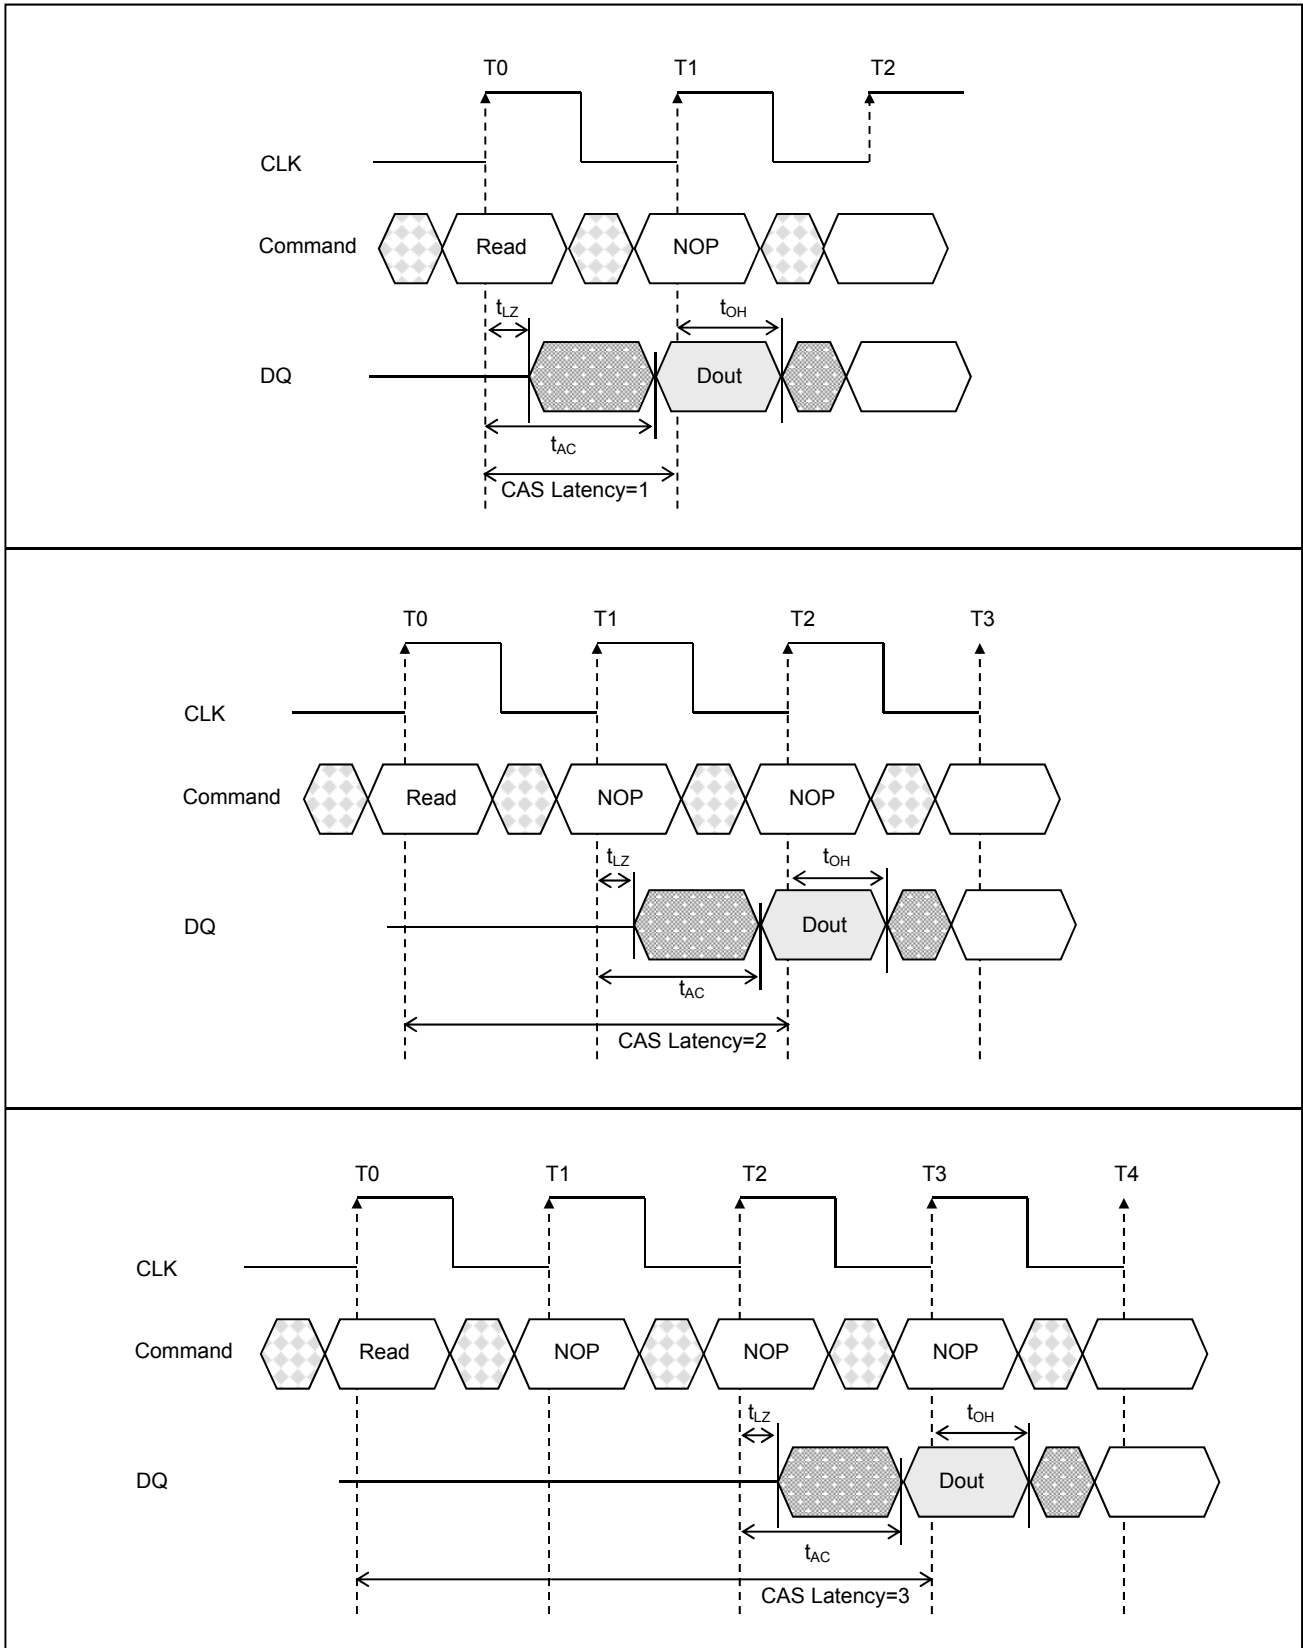 T0 T1 T2
CLK
Command Read NOP
tLZ tOH
DQ Dout
tAC
CAS Latency=1
T0 T1 T2 T3
CLK
Command Read NOP NOP
tLZ tOH
DQ Dout
tAC
CAS Latency=2
T0 T1 T2 T3 T4
CLK
Command Read NOP NOP NOP
tLZ tOH
DQ Dout
tAC
CAS Latency=3